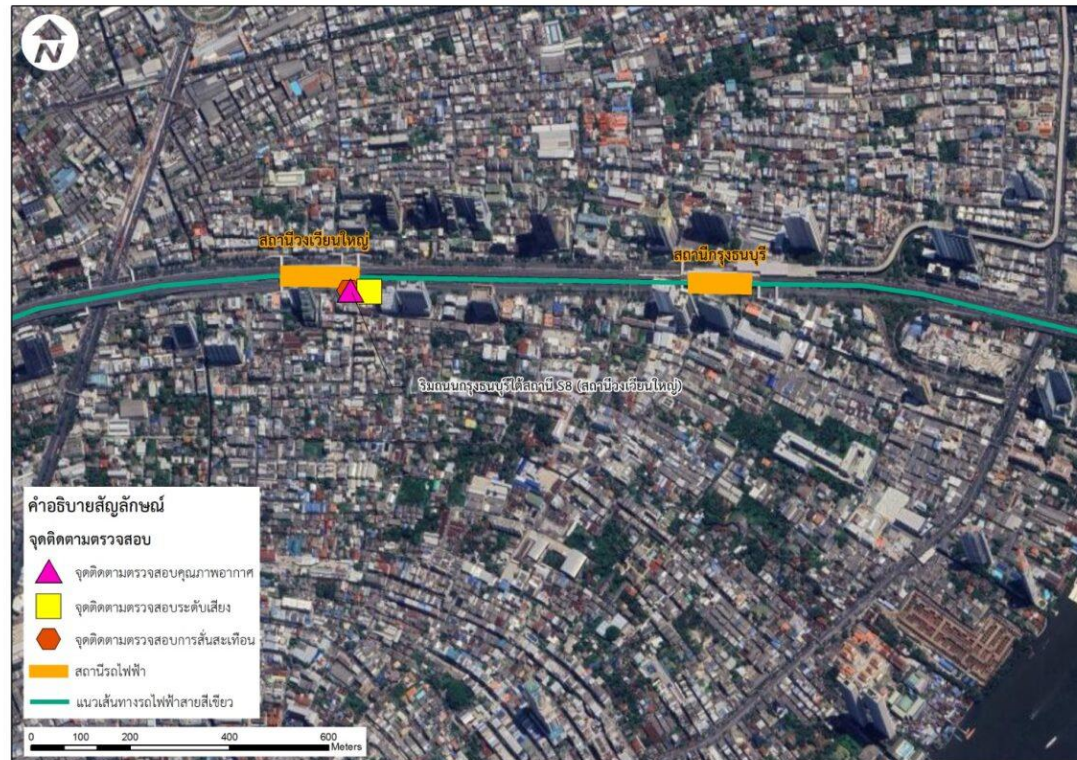 N
สถานีวงเวียนใหญ่
สถานีกรุงธนบุรี
ริมถนนกรุงธนบุรีใต้สถานี S8 (สถานีวงเวียนใหญ่)
คำอธิบายสัญลักษณ์
จุดติดตามตรวจสอบ
จุดติดตามตรวจสอบคุณภาพอากาศ
จุดติดตามตรวจสอบระดับเสียง
จุดติดตามตรวจสอบการสั่นสะเทือน
สถานีรถไฟฟ้า
แนวเส้นทางรถไฟฟ้าสายสีเขียว
0 100 200 400 600
Meters